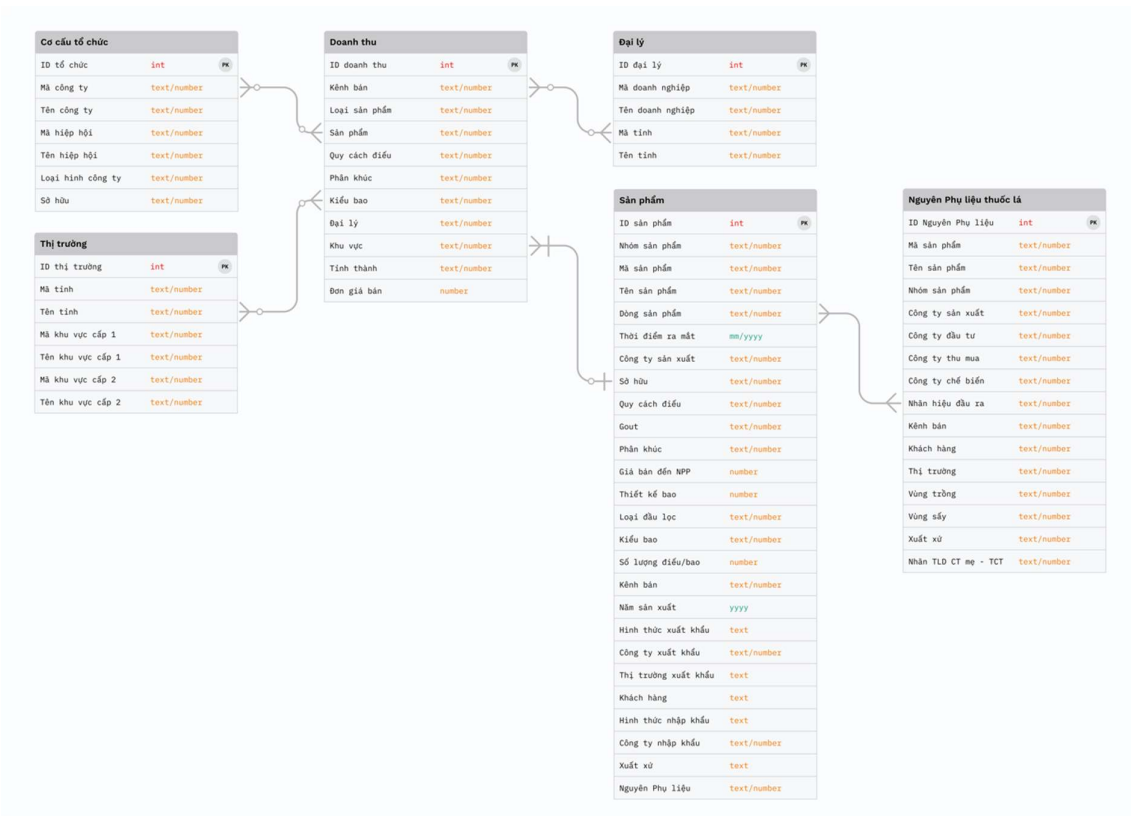 Cơ cấu tổ chức
ID tổ chức int PK
Mã công ty text/number
Tên công ty text/number
Mã hiệp hội text/number
Tên hiệp hội text/number
Loại hình công ty text/number
Sở hữu text/number
Thị trường
ID thị trường int PK
Mã tỉnh text/number
Tên tỉnh text/number
Mã khu vực cấp 1 text/number
Tên khu vực cấp 1 text/number
Mã khu vực cấp 2 text/number
Tên khu vực cấp 2 text/number
Doanh thu
ID doanh thu int PK
Kênh bán text/number
Loại sản phẩm text/number
Sản phẩm text/number
Quy cách điếu text/number
Phân khúc text/number
Kiểu bao text/number
Đại lý text/number
Khu vực text/number
Tỉnh thành text/number
Đơn giá bán number
Đại lý
ID đại lý int PK
Mã doanh nghiệp text/number
Tên doanh nghiệp text/number
Mã tỉnh text/number
Tên tỉnh text/number
Sản phẩm
ID sản phẩm int PK
Nhóm sản phẩm text/number
Mã sản phẩm text/number
Tên sản phẩm text/number
Dòng sản phẩm text/number
Thời điểm ra mắt mm/yyyy
Công ty sản xuất text/number
Sở hữu text/number
Quy cách điếu text/number
Gout text/number
Phân khúc text/number
Giá bán đến NPP number
Thiết kế bao number
Loại đầu lọc text/number
Kiểu bao text/number
Số lượng điếu/bao number
Kênh bán text/number
Năm sản xuất yyyy
Hình thức xuất khẩu text
Công ty xuất khẩu text/number
Thị trường xuất khẩu text
Khách hàng text
Hình thức nhập khẩu text
Công ty nhập khẩu text/number
Xuất xứ text
Nguyên Phụ liệu text/number
Nguyên Phụ liệu thuốc lá
ID Nguyên Phụ liệu int PK
Mã sản phẩm text/number
Tên sản phẩm text/number
Nhóm sản phẩm text/number
Công ty sản xuất text/number
Công ty đầu tư text/number
Công ty thu mua text/number
Công ty chế biến text/number
Nhãn hiệu đầu ra text/number
Kênh bán text/number
Khách hàng text/number
Thị trường text/number
Vùng trồng text/number
Vùng sấy text/number
Xuất xứ text/number
Nhãn TLD CT mẹ - TCT text/number